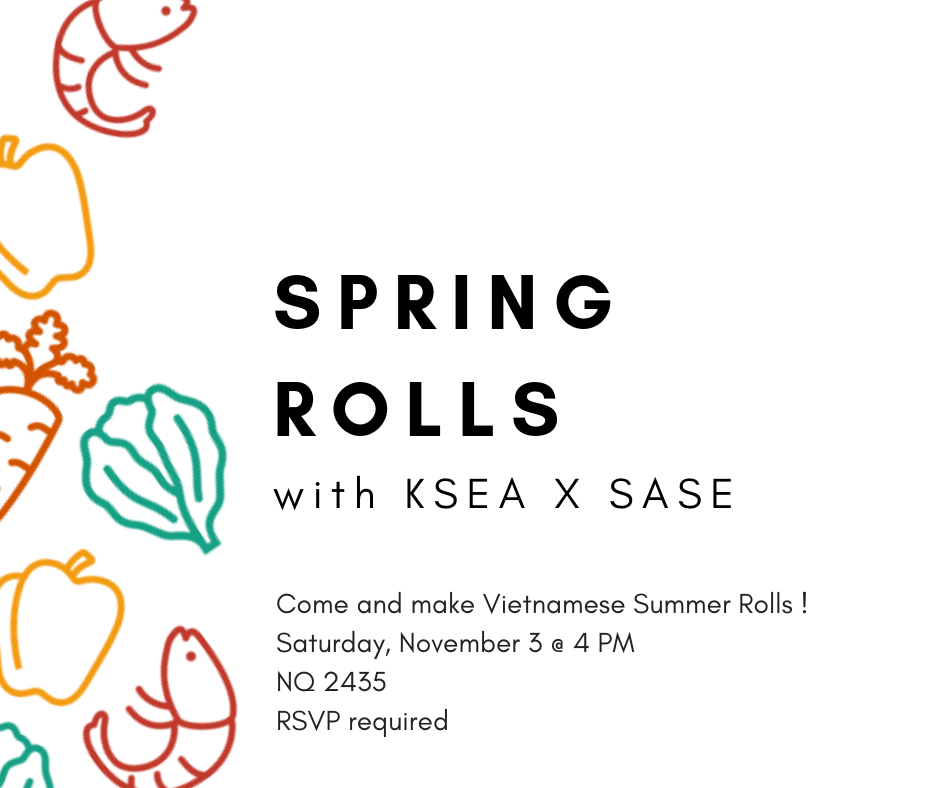 SPRING
ROLLS
with KSEA X SASE
Come and make Vietnamese Summer Rolls !
Saturday, November 3 @ 4 PM
NQ 2435
RSVP required